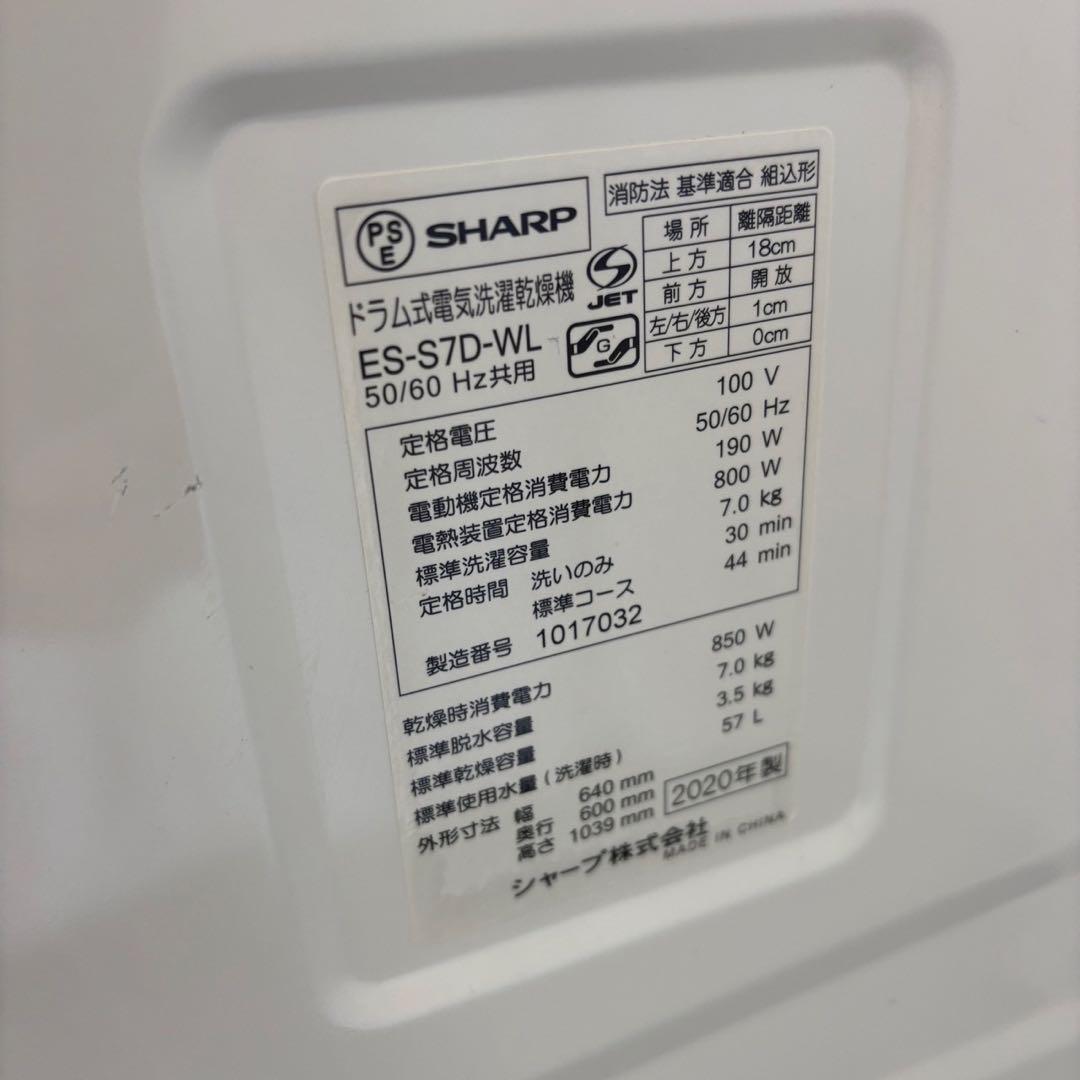 PSE SHARP
ドラム式電気洗濯乾燥機
ES-S7D-WL
50/60 Hz共用
S JET
G
消防法 基準適合 組込形
場所 離隔距離
上方 18cm
前方 開放
左/右/後方 1cm
下方 0cm
定格電圧 100 V
定格周波数 50/60 Hz
電動機定格消費電力 190 W
電熱装置定格消費電力 800 W
標準洗濯容量 7.0 kg
定格時間 洗いのみ 30 min
標準コース 44 min
製造番号 1017032
乾燥時消費電力 850 W
標準脱水容量 7.0 kg
標準乾燥容量 3.5 kg
標準使用水量(洗濯時) 57 L
外形寸法 幅 640 mm
奥行 600 mm
高さ 1039 mm
2020年製
シャープ株式会社
MADE IN CHINA